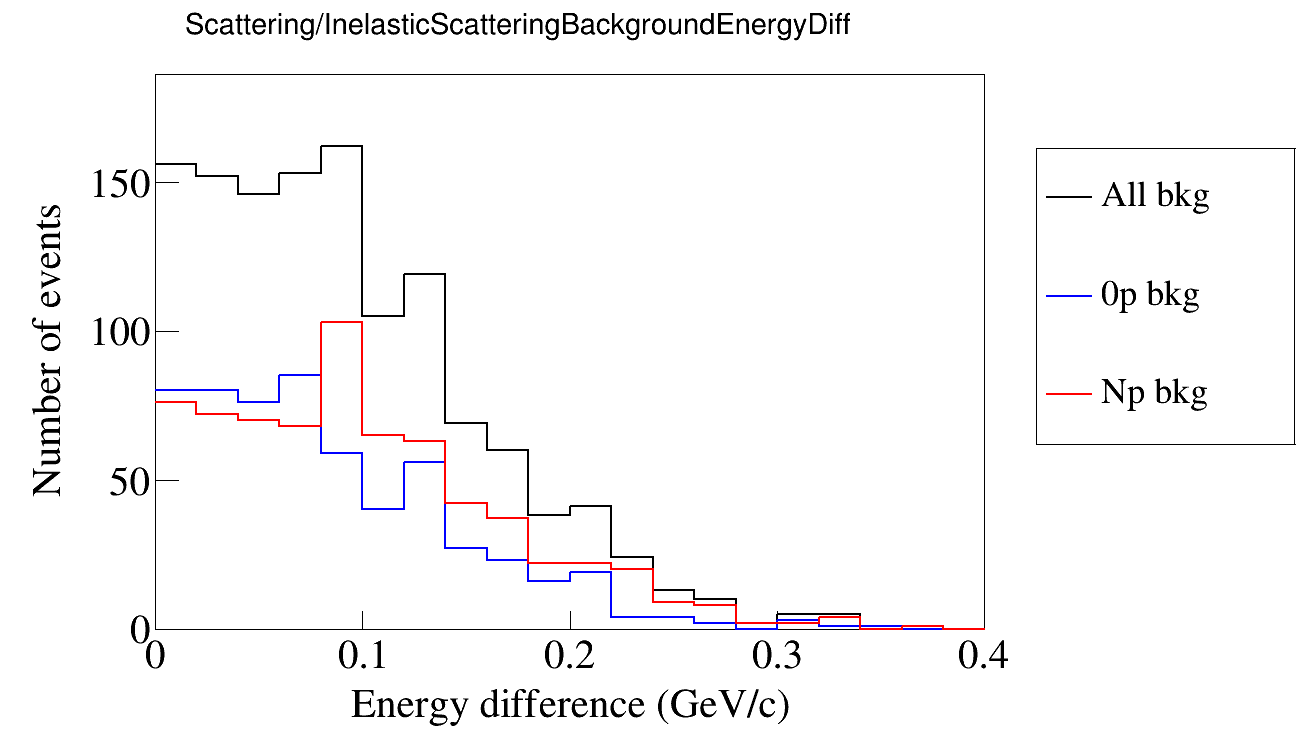 Scattering/InelasticScatteringBackgroundEnergyDiff
150
100
50
0
0 0.1 0.2 0.3 0.4
Number of events
Energy difference (GeV/c)
All bkg
0p bkg
Np bkg